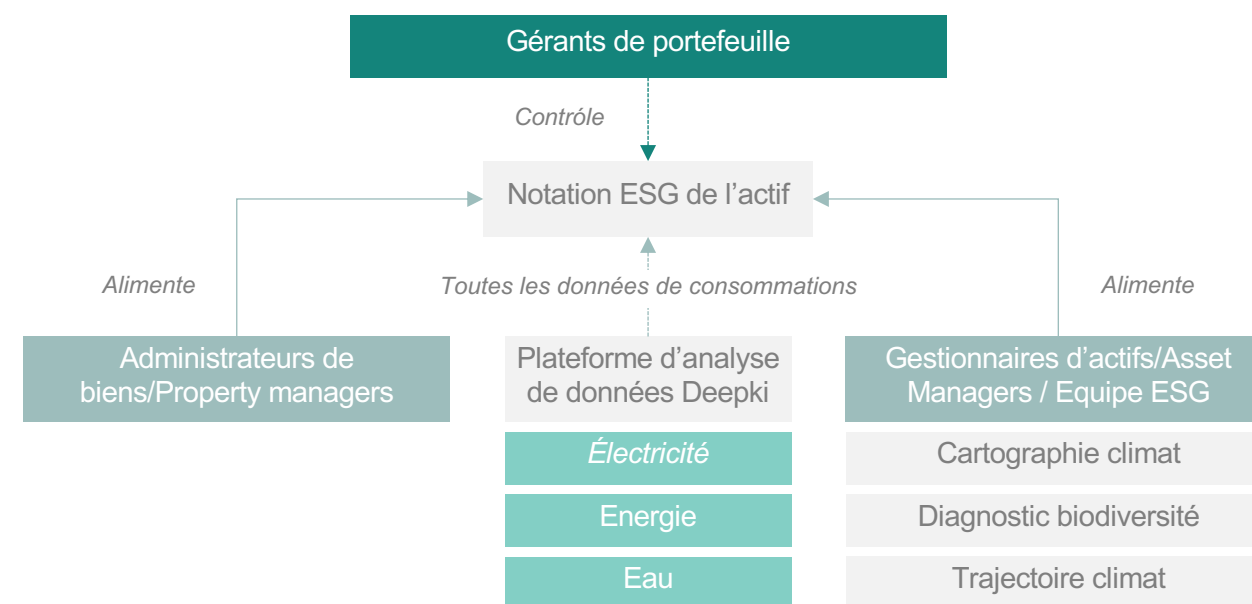 Gérants de portefeuille
Contróle
Notation ESG de l’actif
Alimente
Toutes les données de consommations
Alimente
Administrateurs de
biens/Property managers
Plateforme d’analyse
de données Deepki
Gestionnaires d’actifs/Asset
Managers / Equipe ESG
Électricité
Cartographie climat
Energie
Diagnostic biodiversité
Eau
Trajectoire climat